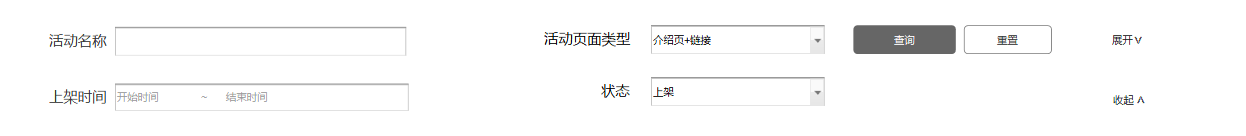 活动名称 活动页面类型 介绍页+链接 查询 重置 展开∨
上架时间 开始时间 ~ 结束时间 状态 上架 收起 ∧